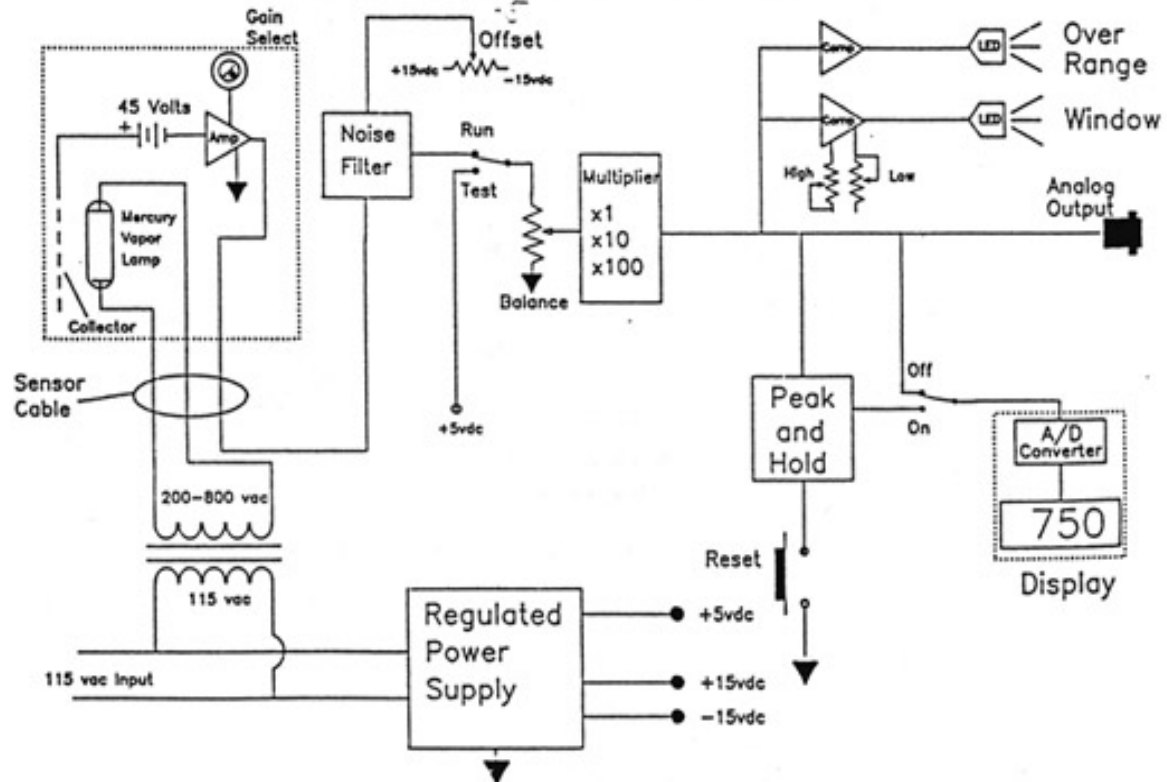 Gain
Select
45 Volts
+
Amp
Mercury
Vapor
Lamp
Collector
Sensor
Cable
Offset
+15vdc
-15vdc
Noise
Filter
Run
Test
+5vdc
Balance
Multiplier
x1
x10
x100
Comp
LED
Over
Range
Comp
LED
Window
High
Low
Analog
Output
Peak
and
Hold
Off
On
A/D
Converter
750
Display
Reset
200-800 vac
115 vac
115 vac Input
Regulated
Power
Supply
+5vdc
+15vdc
-15vdc